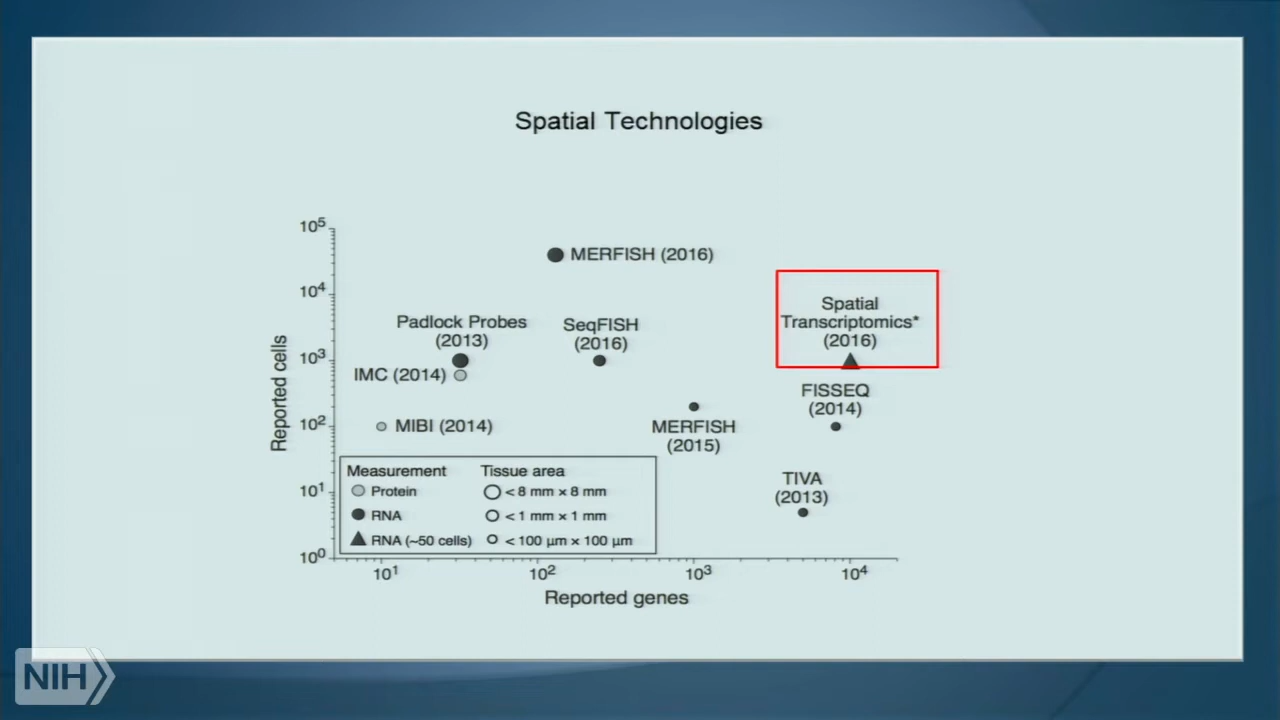 Spatial Technologies
10⁵
10⁴
10³
10²
10¹
10⁰
Reported cells
MERFISH (2016)
Padlock Probes
(2013)
SeqFISH
(2016)
Spatial
Transcriptomics*
(2016)
IMC (2014)
MIBI (2014)
MERFISH
(2015)
FISSEQ
(2014)
TIVA
(2013)
Measurement
Protein
RNA
RNA (~50 cells)
Tissue area
< 8 mm × 8 mm
< 1 mm × 1 mm
< 100 µm × 100 µm
10¹ 10² 10³ 10⁴
Reported genes
NIH